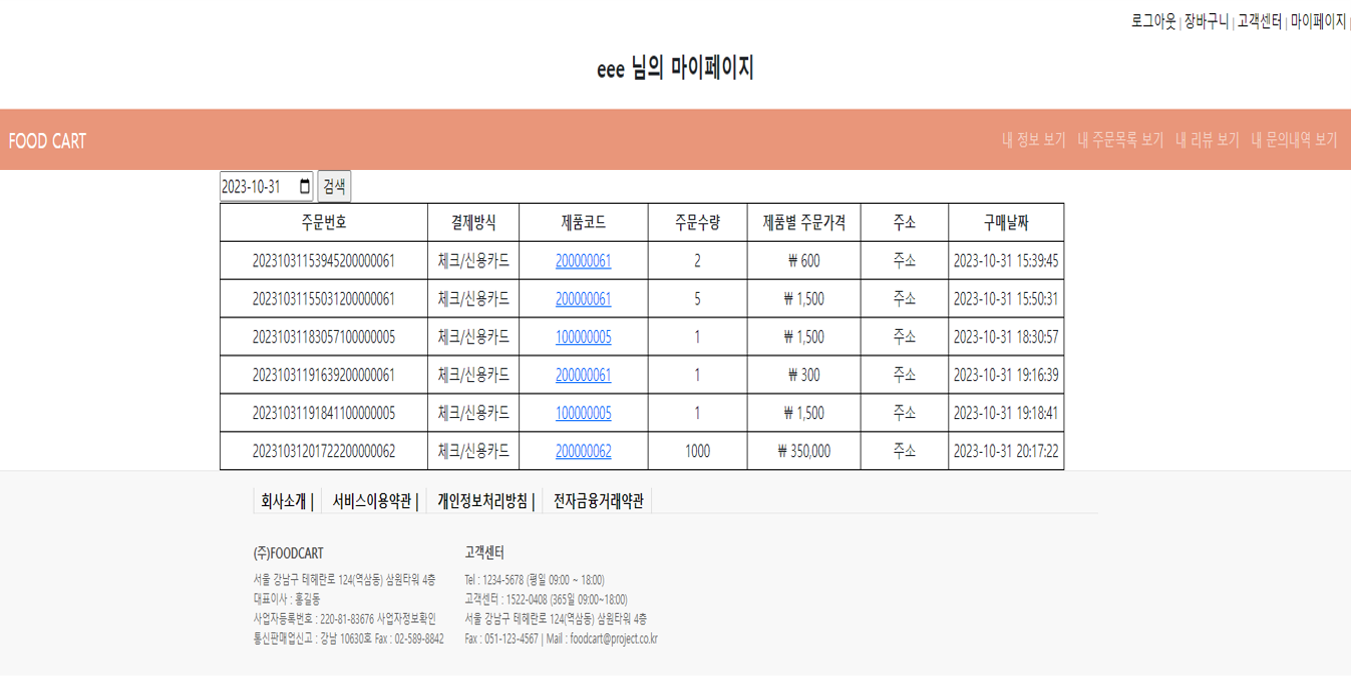 로그아웃 | 장바구니 | 고객센터 | 마이페이지 |
eee 님의 마이페이지
FOOD CART 내 정보 보기 내 주문목록 보기 내 리뷰 보기 내 문의내역 보기
2023-10-31 검색
주문번호 결제방식 제품코드 주문수량 제품별 주문가격 주소 구매날짜
20231031153945200000061 체크/신용카드 200000061 2 ₩ 600 주소 2023-10-31 15:39:45
20231031155031200000061 체크/신용카드 200000061 5 ₩ 1,500 주소 2023-10-31 15:50:31
20231031183057100000005 체크/신용카드 100000005 1 ₩ 1,500 주소 2023-10-31 18:30:57
20231031191639200000061 체크/신용카드 200000061 1 ₩ 300 주소 2023-10-31 19:16:39
20231031191841100000005 체크/신용카드 100000005 1 ₩ 1,500 주소 2023-10-31 19:18:41
20231031201722200000062 체크/신용카드 200000062 1000 ₩ 350,000 주소 2023-10-31 20:17:22
회사소개 | 서비스이용약관 | 개인정보처리방침 | 전자금융거래약관
(주)FOODCART
서울 강남구 테헤란로 124(역삼동) 삼원타워 4층
대표이사 : 홍길동
사업자등록번호 : 220-81-83676 사업자정보확인
통신판매업신고 : 강남 10630호 Fax : 02-589-8842
고객센터
Tel : 1234-5678 (평일 09:00 ~ 18:00)
고객센터 : 1522-0408 (365일 09:00~18:00)
서울 강남구 테헤란로 124(역삼동) 삼원타워 4층
Fax : 051-123-4567 | Mail : foodcart@project.co.kr